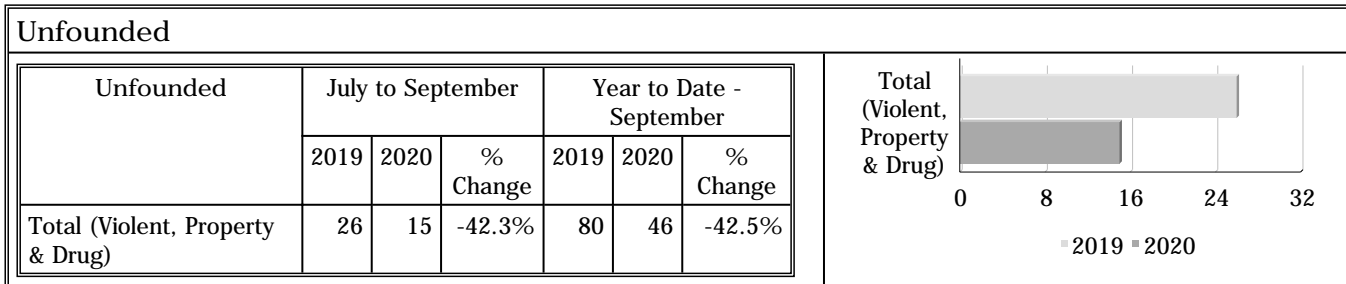 Unfounded
Unfounded
July to September
Year to Date -
September
2019 2020 %
Change
2019 2020 %
Change
Total (Violent, Property
& Drug)
26 15 -42.3% 80 46 -42.5%
Total
(Violent,
Property
& Drug)
0 8 16 24 32
2019 2020